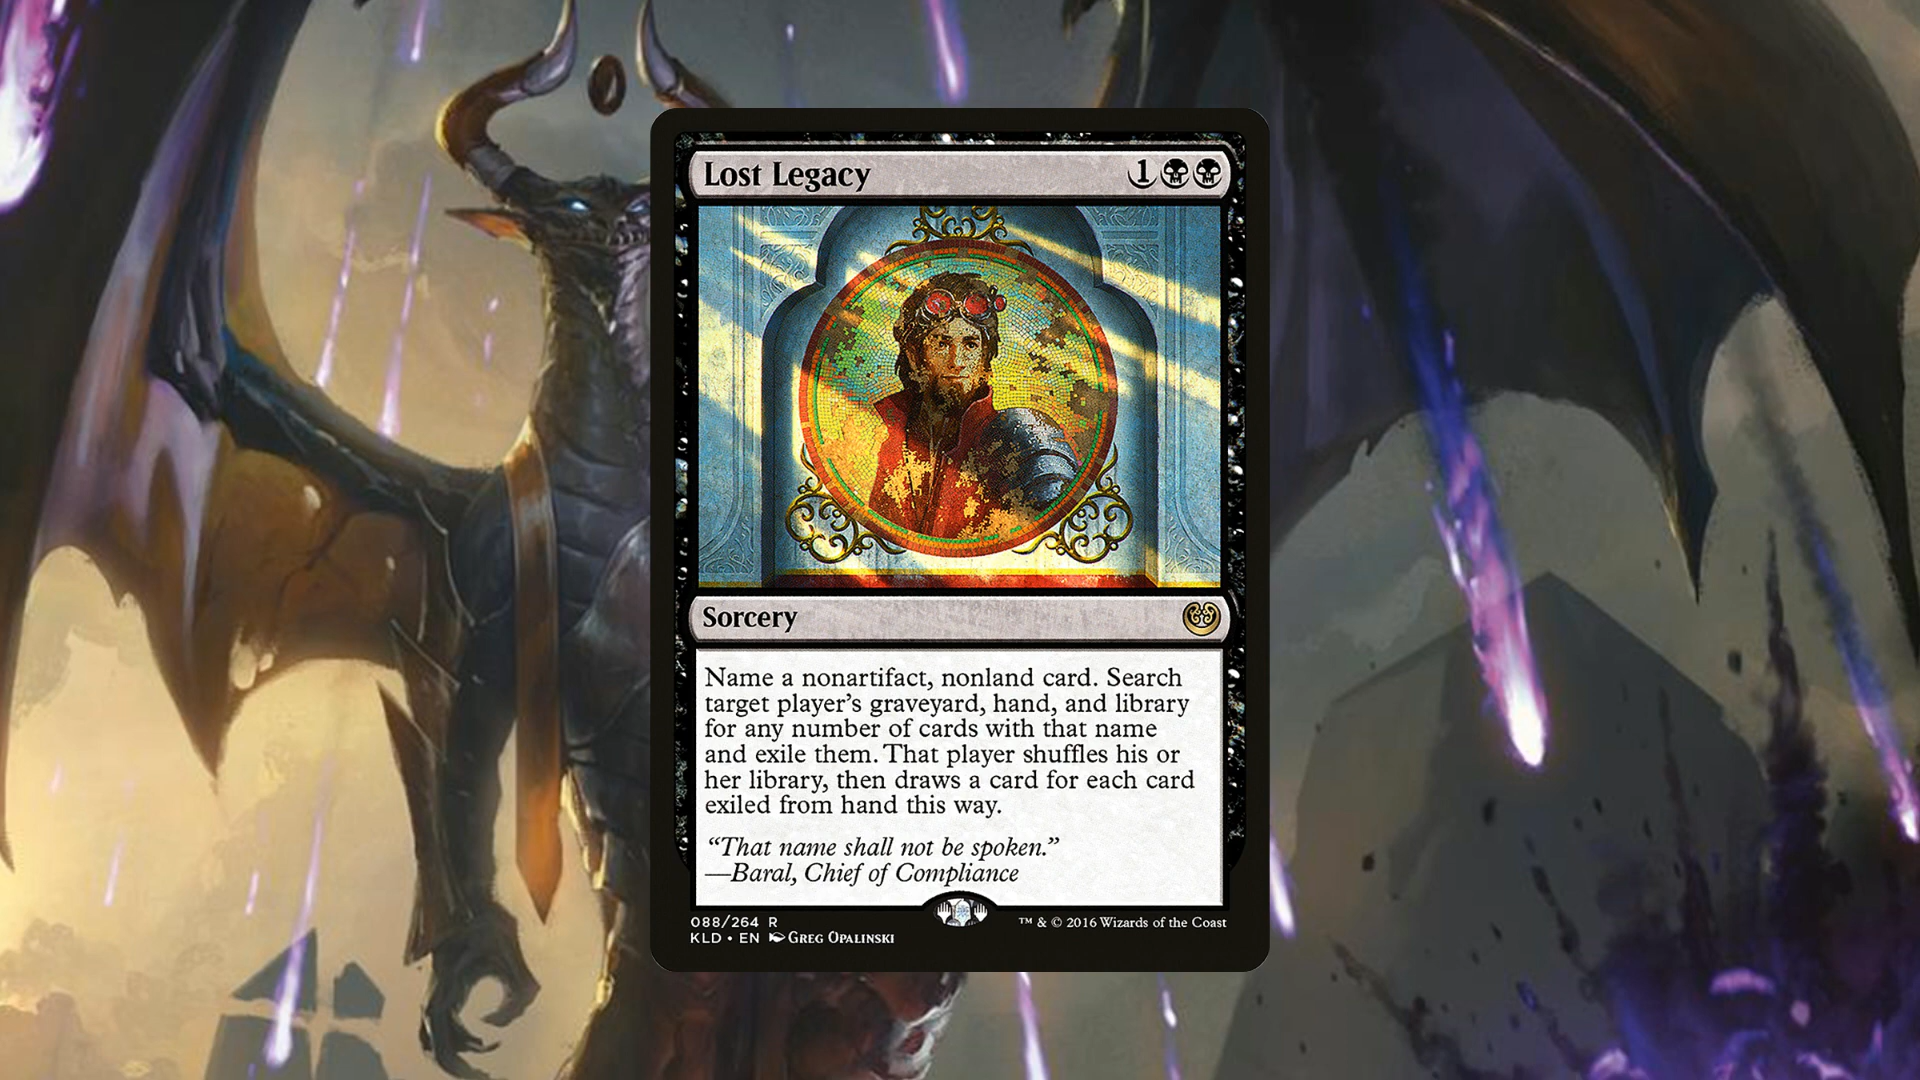 Lost Legacy 1
Sorcery
Name a nonartifact, nonland card. Search
target player's graveyard, hand, and library
for any number of cards with that name
and exile them. That player shuffles his or
her library, then draws a card for each card
exiled from hand this way.
“That name shall not be spoken.”
—Baral, Chief of Compliance
088/264 R
™ & © 2016 Wizards of the Coast
KLD • EN Greg Opalinski